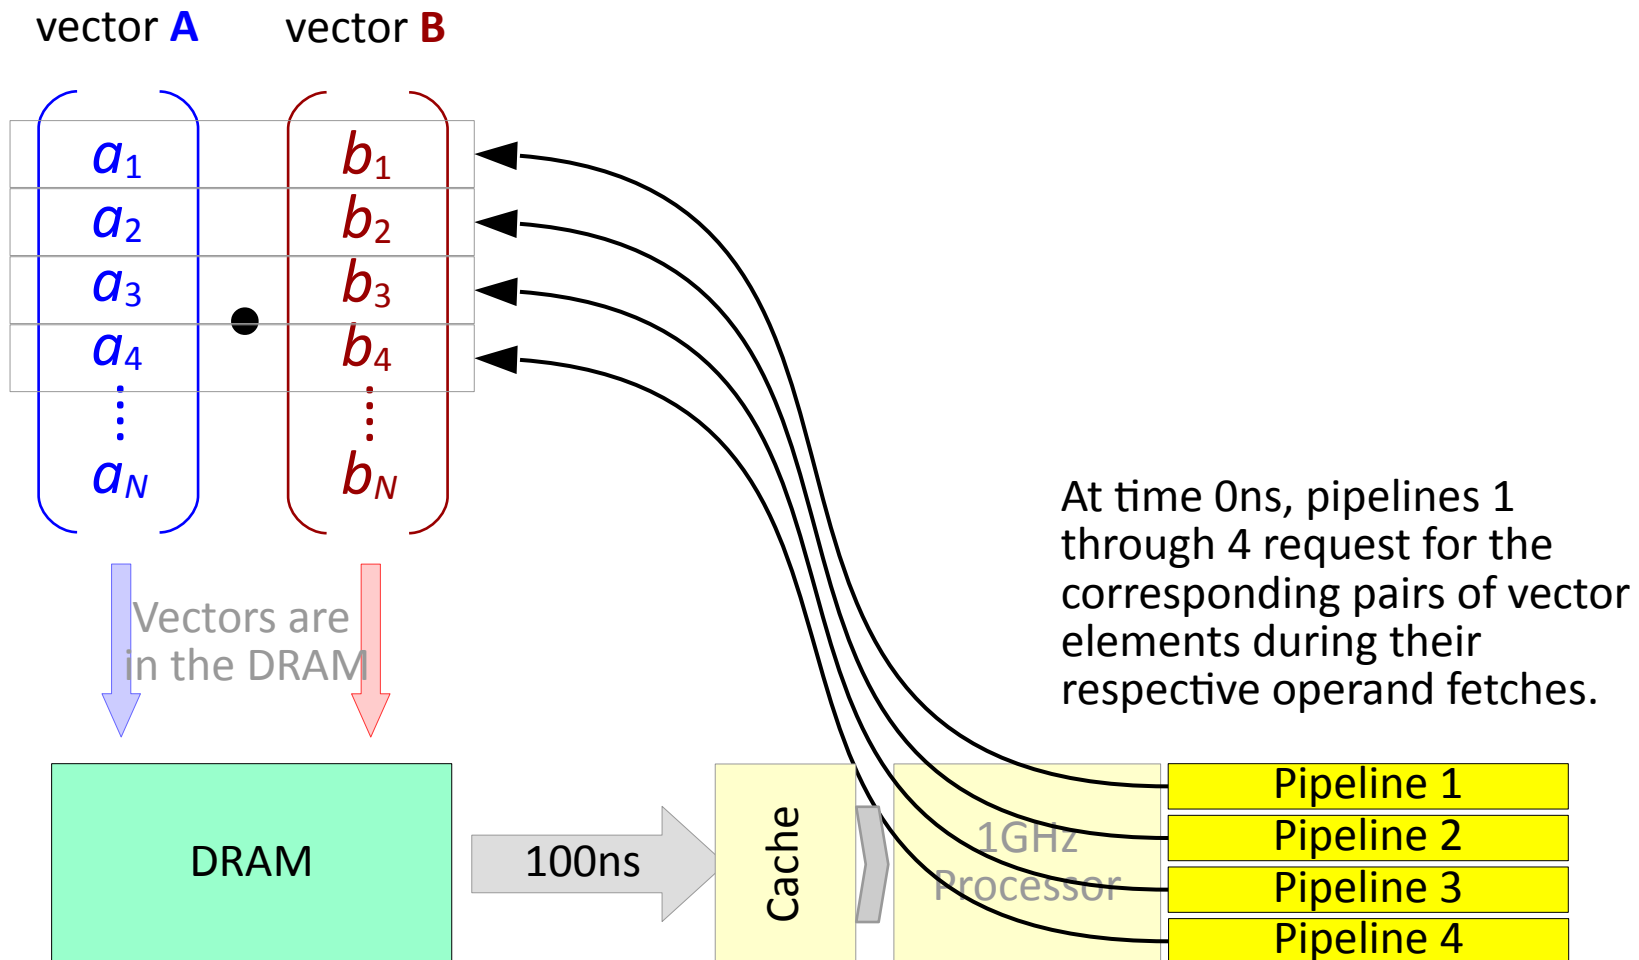 vector A
vector B
a1
b1
a2
b2
a3
b3
a4
b4
aN
bN
Vectors are
in the DRAM
At time 0ns, pipelines 1
through 4 request for the
corresponding pairs of vector
elements during their
respective operand fetches.
DRAM
100ns
Cache
1GHz
Processor
Pipeline 1
Pipeline 2
Pipeline 3
Pipeline 4